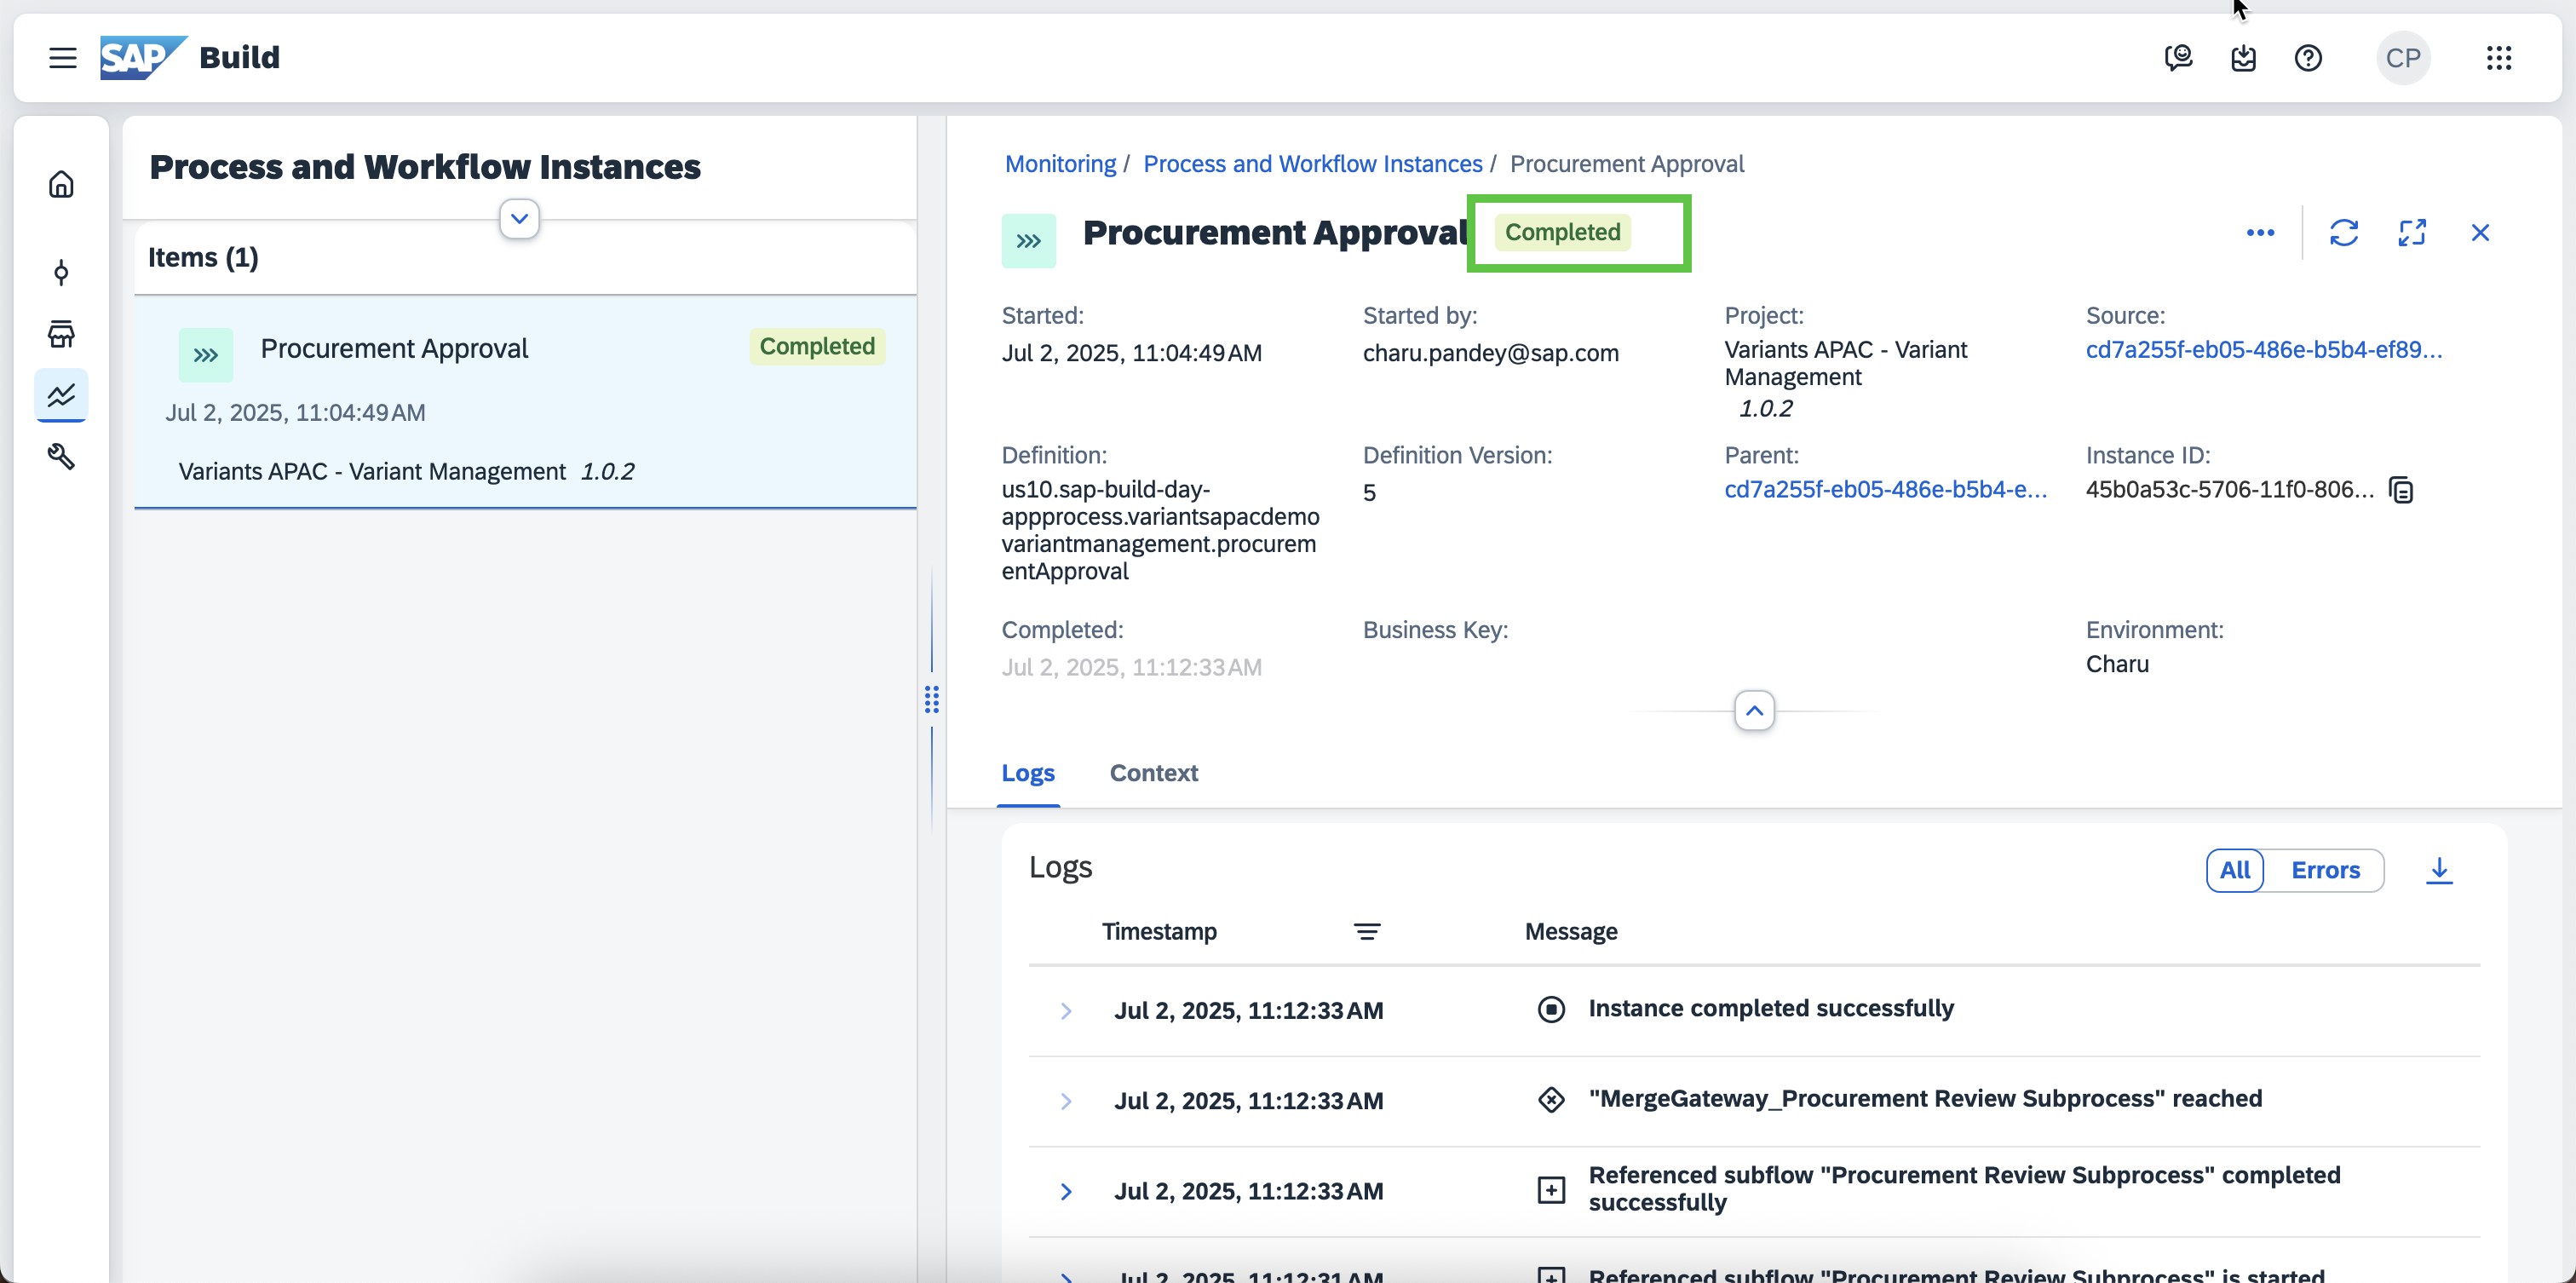 SAP Build
CP
Process and Workflow Instances
Items (1)
Procurement Approval
Completed
Jul 2, 2025, 11:04:49 AM
Variants APAC - Variant Management 1.0.2
Monitoring / Process and Workflow Instances / Procurement Approval
Procurement Approval
Completed
Started:
Jul 2, 2025, 11:04:49 AM
Started by:
charu.pandey@sap.com
Project:
Variants APAC - Variant
Management
1.0.2
Source:
cd7a255f-eb05-486e-b5b4-ef89...
Definition:
us10.sap-build-day-
appprocess.variantsapacdemo
variantmanagement.procurem
entApproval
Definition Version:
5
Parent:
cd7a255f-eb05-486e-b5b4-e...
Instance ID:
45b0a53c-5706-11f0-806...
Completed:
Jul 2, 2025, 11:12:33 AM
Business Key:
Environment:
Charu
Logs
Context
Logs
All
Errors
Timestamp
Message
Jul 2, 2025, 11:12:33 AM
Instance completed successfully
Jul 2, 2025, 11:12:33 AM
"MergeGateway_Procurement Review Subprocess" reached
Jul 2, 2025, 11:12:33 AM
Referenced subflow "Procurement Review Subprocess" completed
successfully
Jul 2, 2025, 11:12:31 AM
Referenced subflow "Procurement Review Subprocess" is started